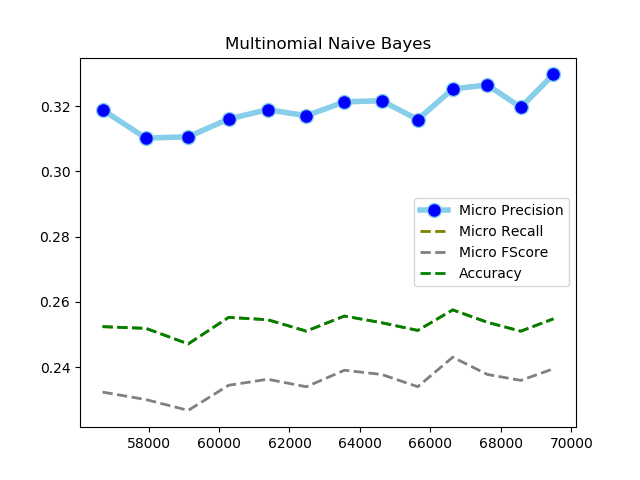 Multinomial Naive Bayes
0.32
0.30
0.28
0.26
0.24
Micro Precision
Micro Recall
Micro FScore
Accuracy
58000 60000 62000 64000 66000 68000 70000